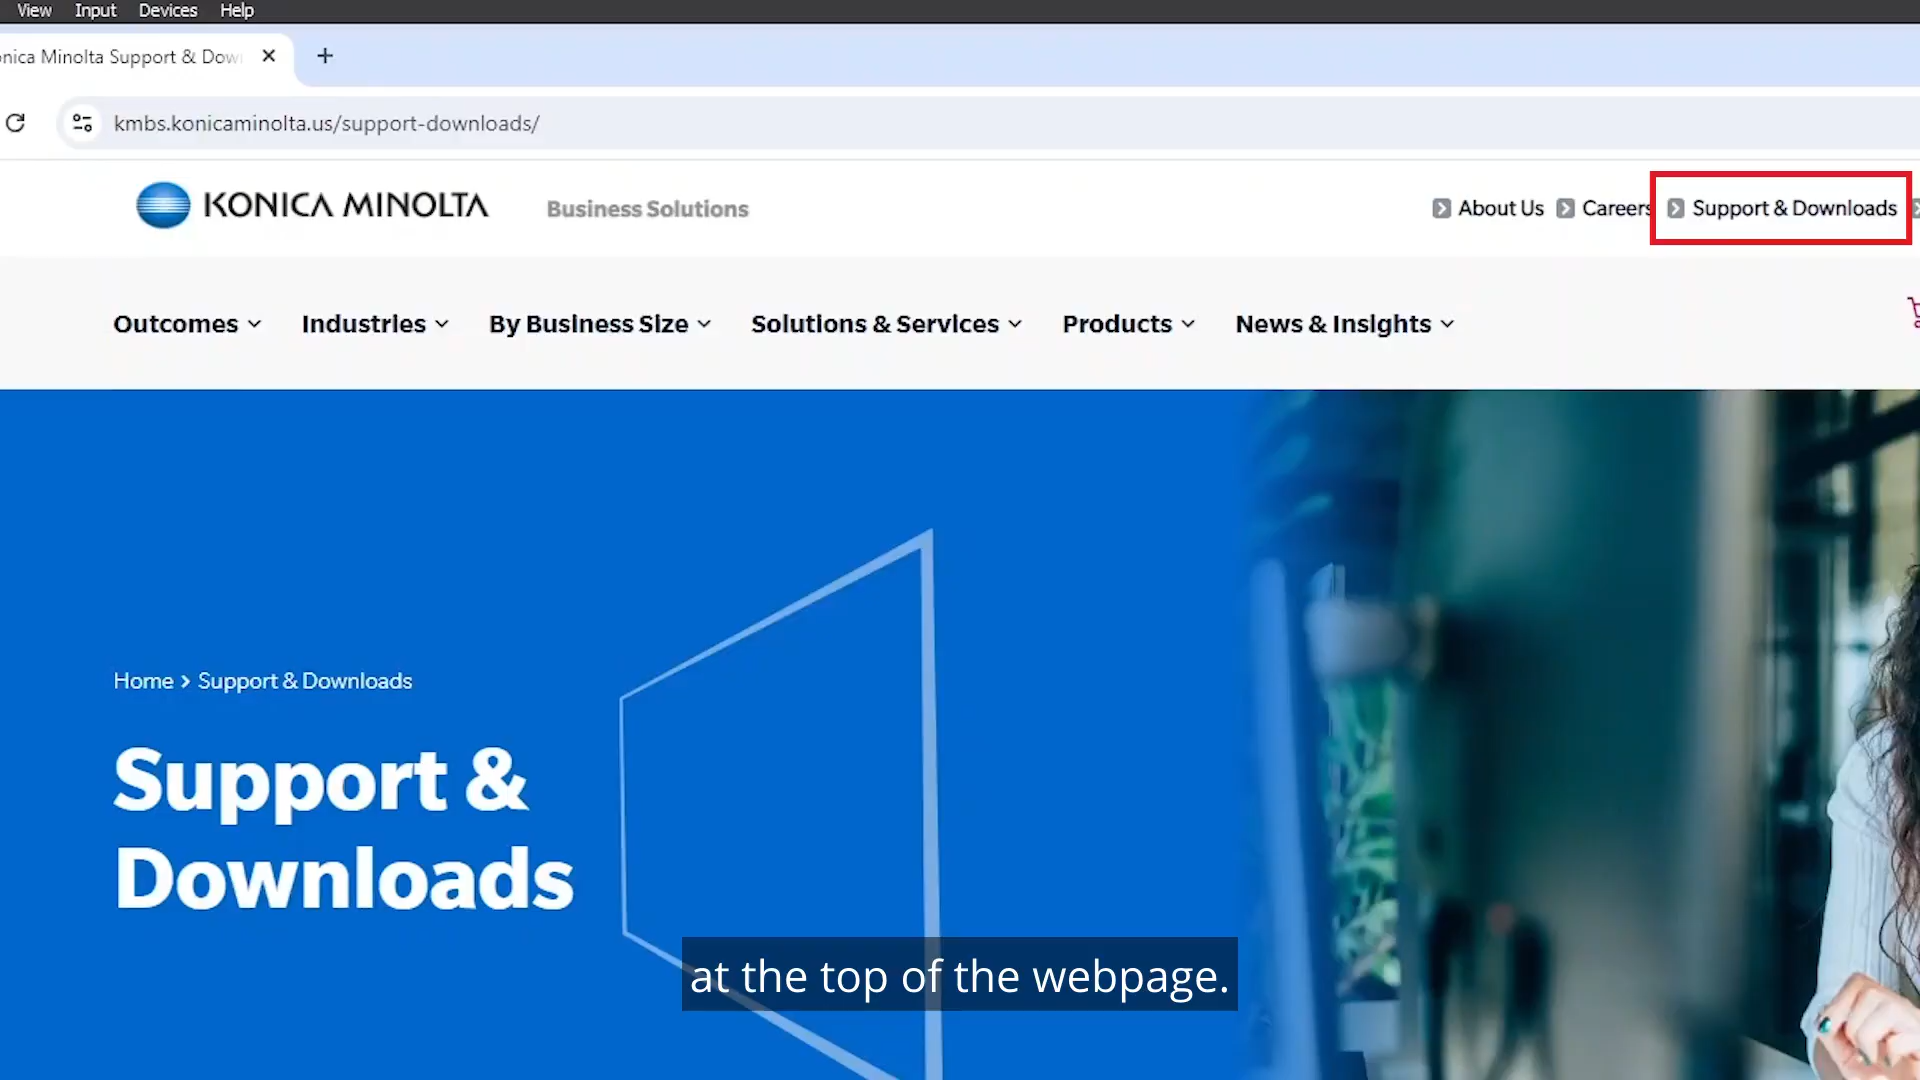 View Input Devices Help
onica Minolta Support & Dow
kmbs.konicaminolta.us/support-downloads/
KONICA MINOLTA Business Solutions About Us Careers Support & Downloads
Outcomes Industries By Business Size Solutions & Services Products News & Insights
Home > Support & Downloads
Support &
Downloads
at the top of the webpage.